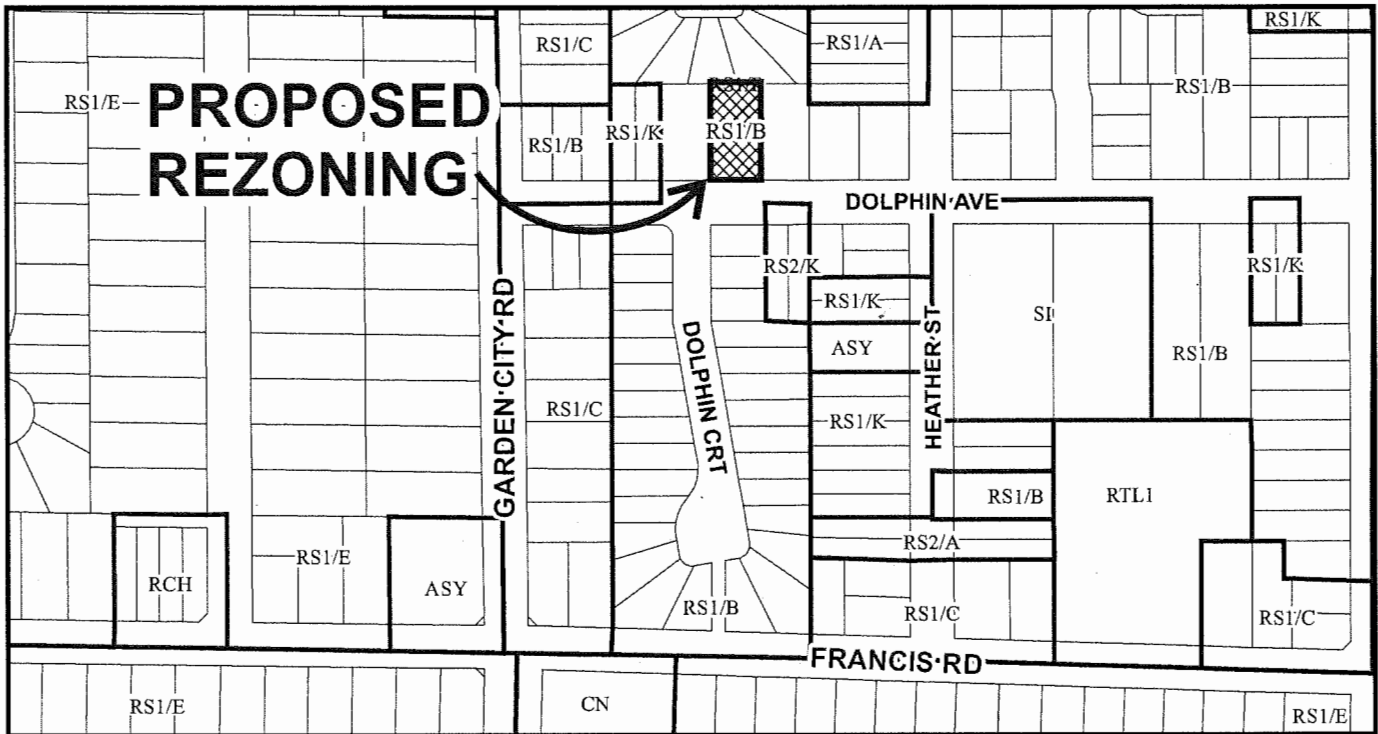 RS1/K
RS1/C
RS1/A
RS1/E
PROPOSED
REZONING
RS1/B
RS1/K
RS1/B
RS1/B
DOLPHIN AVE
RS2/K
RS1/K
RS1/K
SI
ASY
RS1/B
GARDEN CITY RD
DOLPHIN CRT
HEATHER ST
RS1/C
RS1/K
RS1/B
RTL1
RS2/A
RS1/E
RCH
ASY
RS1/B
RS1/C
RS1/C
FRANCIS RD
RS1/E
CN
RS1/E